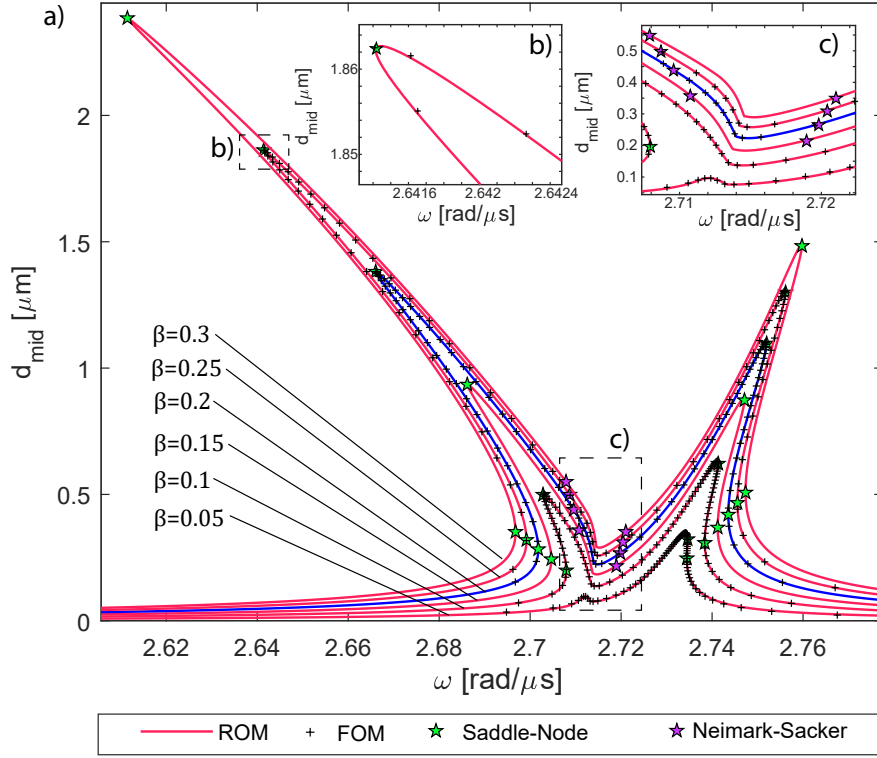 a)
b)
c)
d_mid [μm]
1.862
1.85
2.6416
2.642
2.6424
ω [rad/μs]
d_mid [μm]
0.5
0.4
0.3
0.2
0.1
2.71
2.72
ω [rad/μs]
b)
c)
β=0.3
β=0.25
β=0.2
β=0.15
β=0.1
β=0.05
d_mid [μm]
2
1.5
1
0.5
0
2.62
2.64
2.66
2.68
2.7
2.72
2.74
2.76
ω [rad/μs]
ROM
FOM
Saddle-Node
Neimark-Sacker